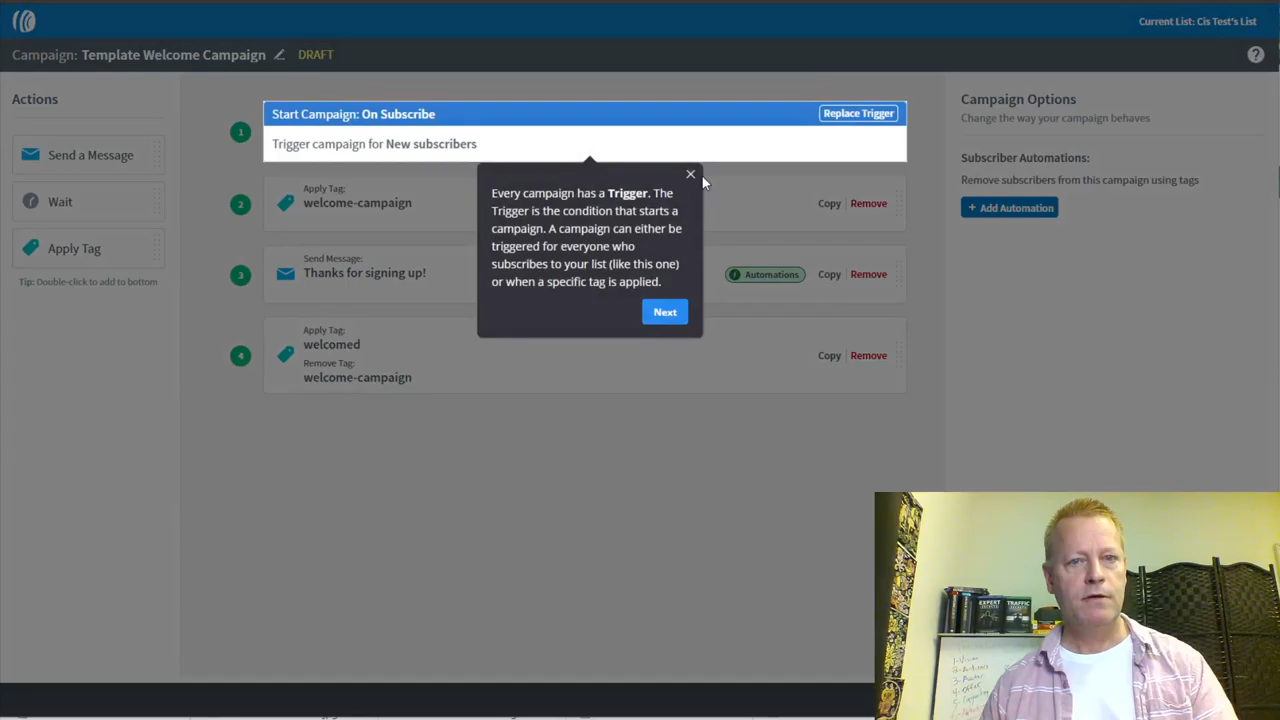 Current List: Cis Test's List
Campaign: Template Welcome Campaign DRAFT
?
Actions
Send a Message
Wait
Apply Tag
Tip: Double-click to add to bottom
1
Start Campaign: On Subscribe
Replace Trigger
Trigger campaign for New subscribers
2
Apply Tag:
welcome-campaign
Copy Remove
3
Send Message:
Thanks for signing up!
Automations
Copy Remove
4
Apply Tag:
welcomed
Remove Tag:
welcome-campaign
Copy Remove
Every campaign has a Trigger. The
Trigger is the condition that starts a
campaign. A campaign can either be
triggered for everyone who
subscribes to your list (like this one)
or when a specific tag is applied.
Next
Campaign Options
Change the way your campaign behaves
Subscriber Automations:
Remove subscribers from this campaign using tags
+ Add Automation
EXPERT
SECRETS
TRAFFIC
SECRETS
1-Vision